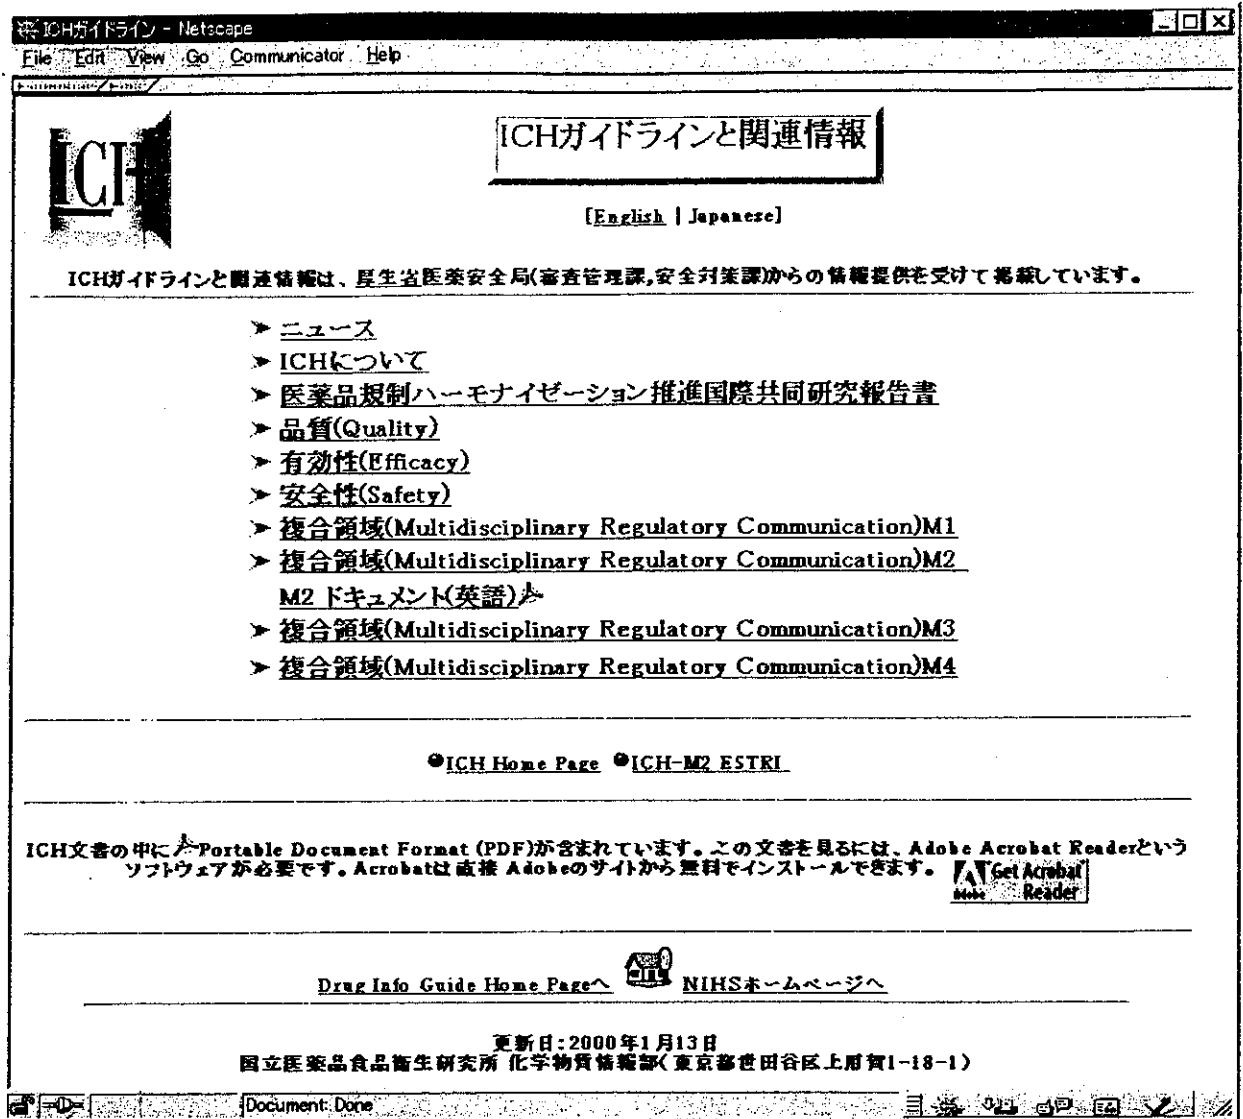 ICHガイドライン - Netscape
File Edit View Go Communicator Help
ICH
ICHガイドラインと関連情報
[English | Japanese]
ICHガイドラインと関連情報は、厚生省医薬安全局(審査管理課,安全対策課)からの情報提供を受けて掲載しています。
ニュース
ICHについて
医薬品規制ハーモナイゼーション推進国際共同研究報告書
品質(Quality)
有効性(Efficacy)
安全性(Safety)
複合領域(Multidisciplinary Regulatory Communication)M1
複合領域(Multidisciplinary Regulatory Communication)M2
M2 ドキュメント(英語)
複合領域(Multidisciplinary Regulatory Communication)M3
複合領域(Multidisciplinary Regulatory Communication)M4
ICH Home Page ICH-M2 ESTRI
ICH文書の中に Portable Document Format (PDF)が含まれています。この文書を見るには、Adobe Acrobat Readerという
ソフトウェアが必要です。Acrobatは直接 Adobeのサイトから無料でインストールできます。
Adobe Get Acrobat Reader
Drug Info Guide Home Pageへ NIHSホームページへ
更新日:2000年1月13日
国立医薬品食品衛生研究所 化学物質情報部(東京都世田谷区上用賀1-18-1)
Document: Done